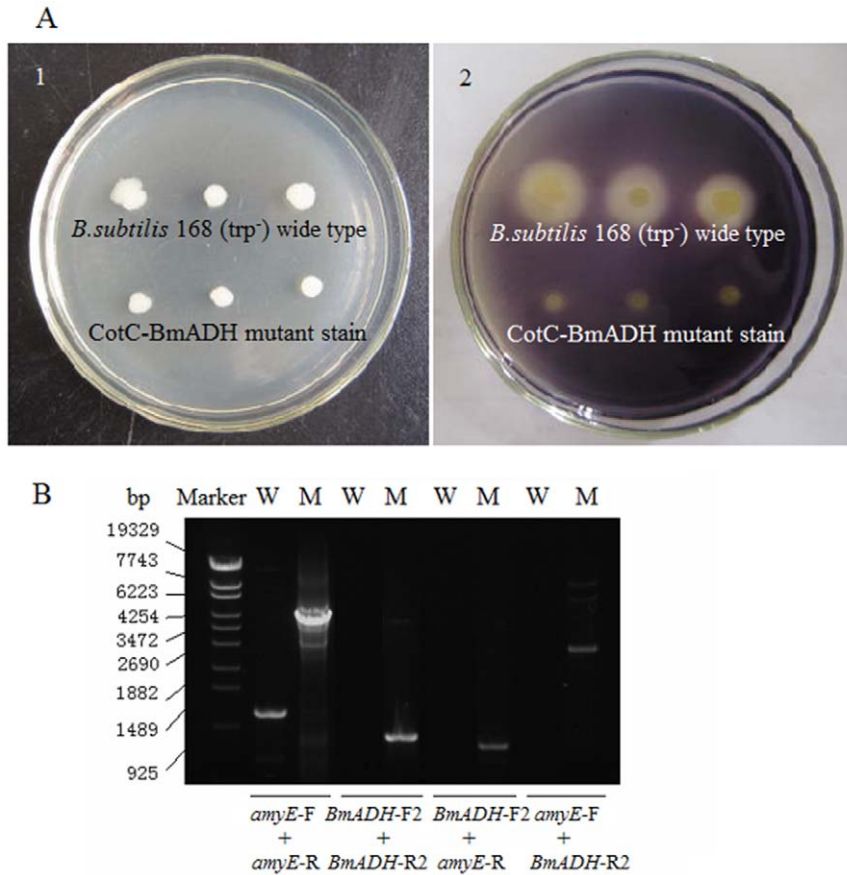 A
1
2
B.subtilis 168 (trp-) wide type
B.subtilis 168 (trp-) wide type
CotC-BmADH mutant stain
CotC-BmADH mutant stain
B
bp Marker W M W M W M W M
19329
7743
6223
4254
3472
2690
1882
1489
925
amyE-F BmADH-F2 BmADH-F2 amyE-F
+ + + +
amyE-R BmADH-R2 amyE-R BmADH-R2